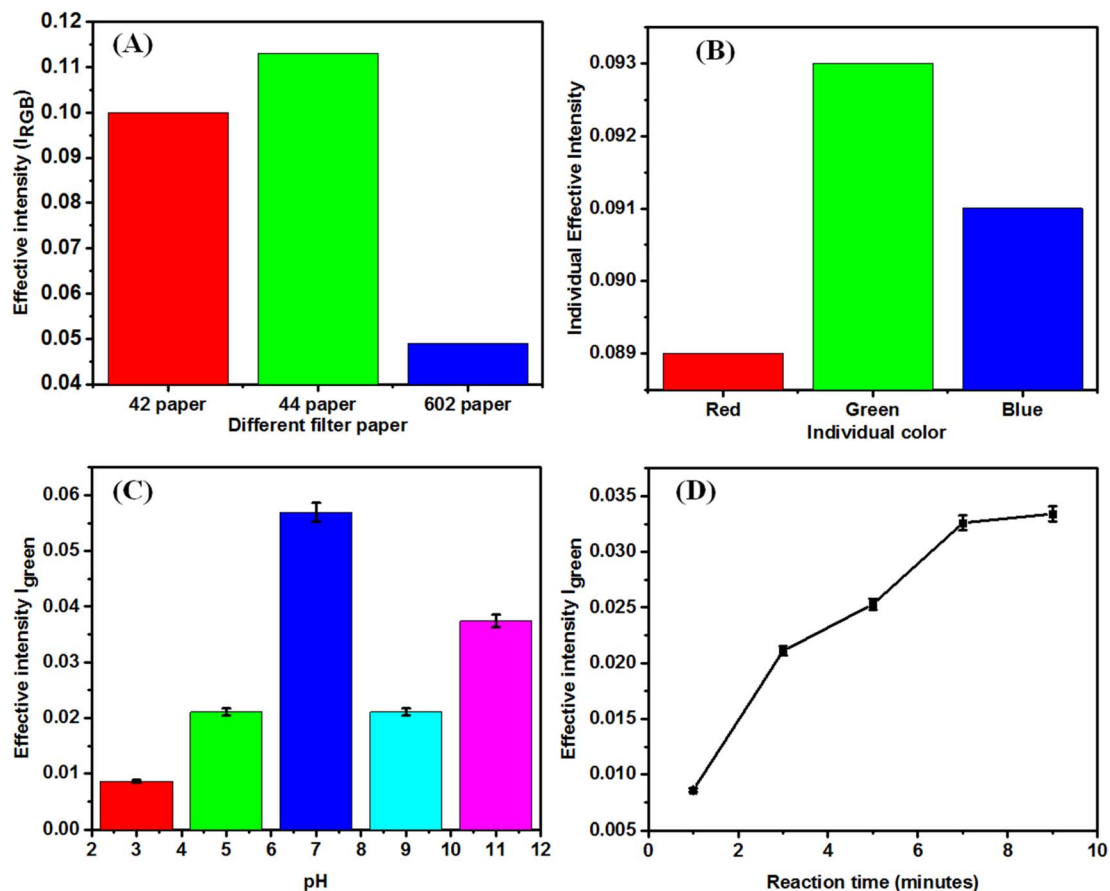 (A)
Effective intensity (I_RGB)
0.12
0.11
0.10
0.09
0.08
0.07
0.06
0.05
0.04
42 paper 44 paper 602 paper
Different filter paper
(B)
Individual Effective Intensity
0.093
0.092
0.091
0.090
0.089
Red Green Blue
Individual color
(C)
Effective intensity I_green
0.06
0.05
0.04
0.03
0.02
0.01
0.00
2 3 4 5 6 7 8 9 10 11 12
pH
(D)
Effective intensity I_green
0.035
0.030
0.025
0.020
0.015
0.010
0.005
0 2 4 6 8 10
Reaction time (minutes)